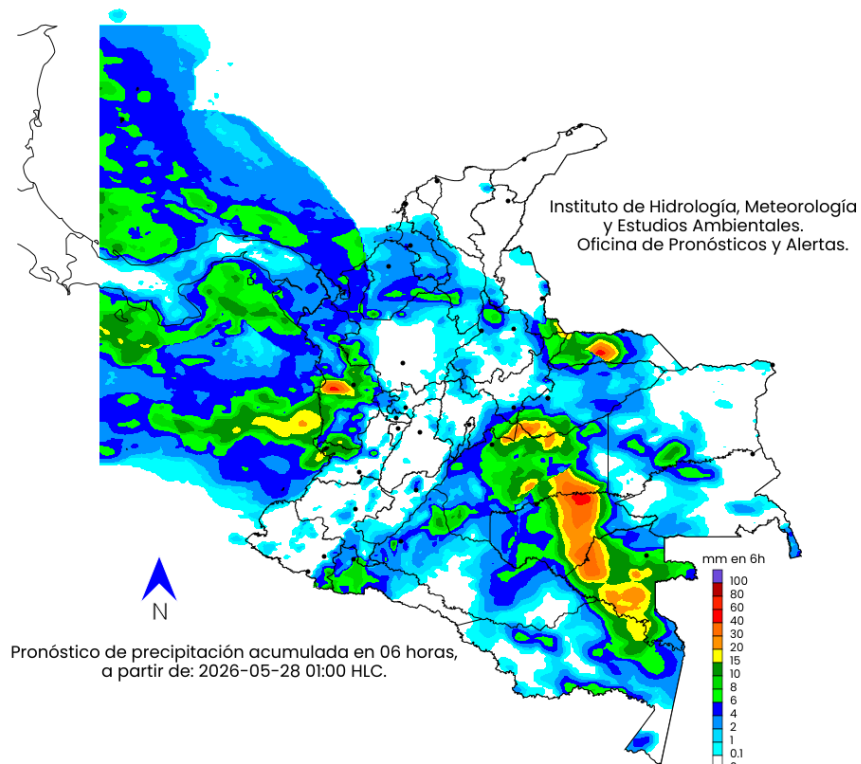 Instituto de Hidrología, Meteorología
y Estudios Ambientales.
Oficina de Pronósticos y Alertas.
N
Pronóstico de precipitación acumulada en 06 horas,
a partir de: 2026-05-28 01:00 HLC.
mm en 6h
100
80
60
40
30
20
15
10
8
6
4
2
1
0.1